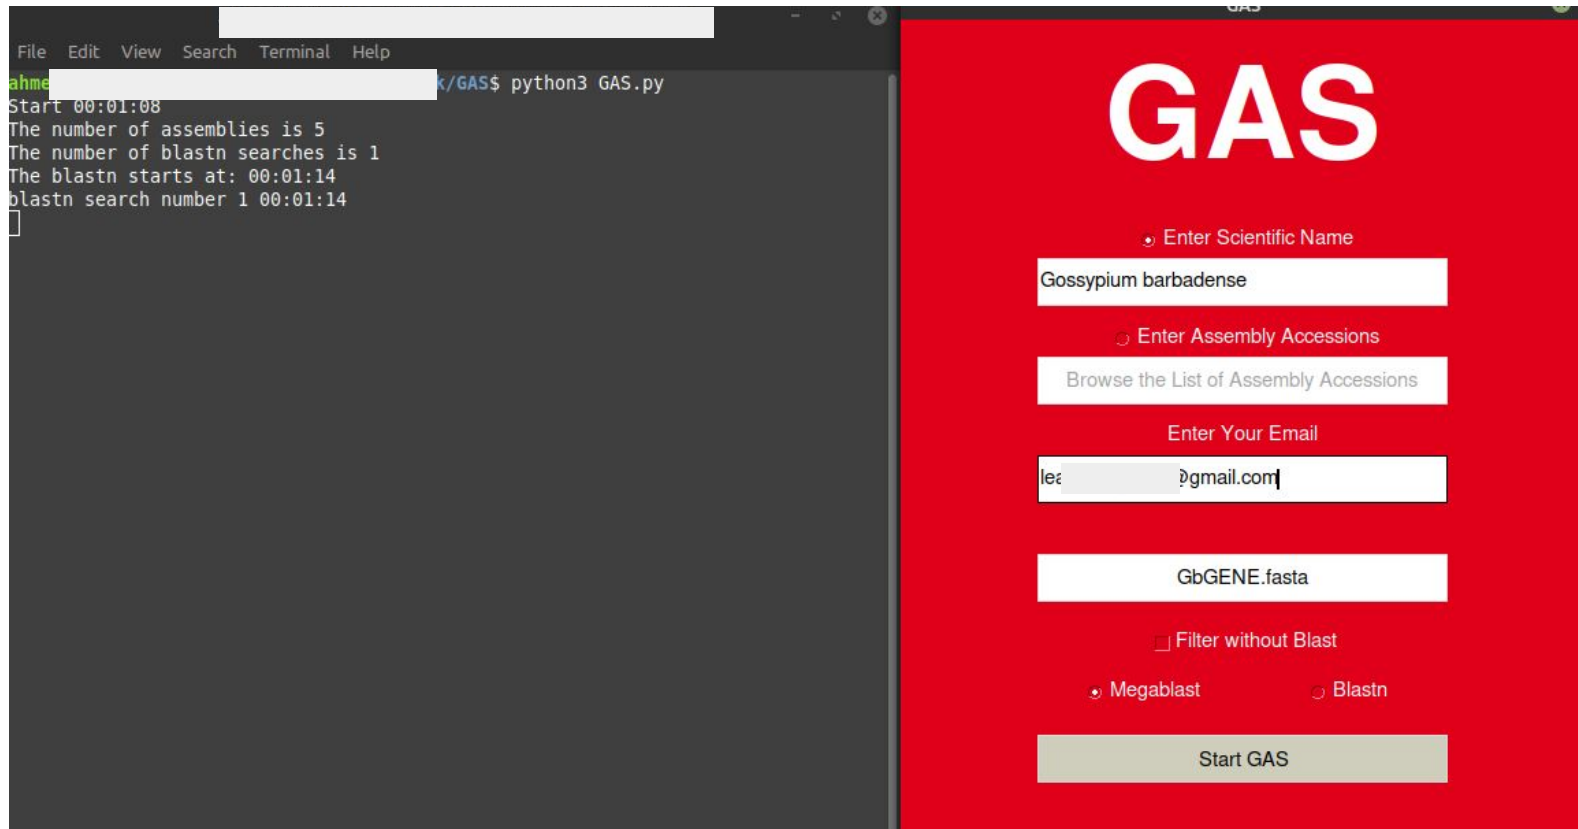 File Edit View Search Terminal Help
ahme k/GAS$ python3 GAS.py
Start 00:01:08
The number of assemblies is 5
The number of blastn searches is 1
The blastn starts at: 00:01:14
blastn search number 1 00:01:14
GAS
GAS
Enter Scientific Name
Gossypium barbadense
Enter Assembly Accessions
Browse the List of Assembly Accessions
Enter Your Email
lea @gmail.com
GbGENE.fasta
Filter without Blast
Megablast Blastn
Start GAS